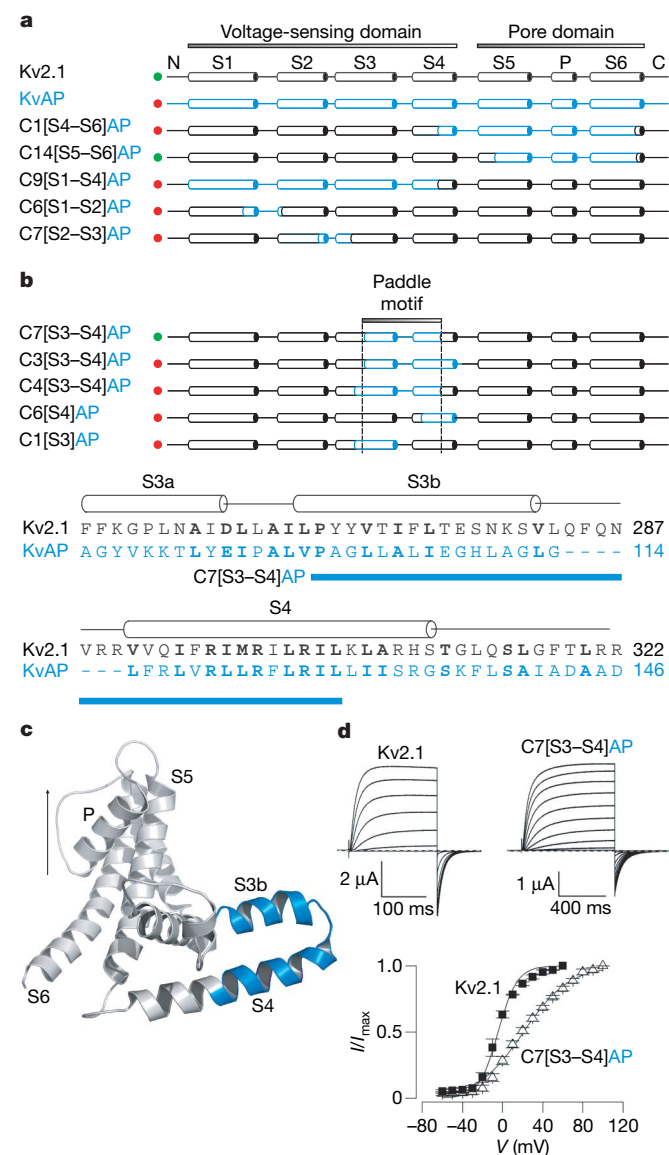 a
Voltage-sensing domain Pore domain
N S1 S2 S3 S4 S5 P S6 C
Kv2.1
KvAP
C1[S4–S6]AP
C14[S5–S6]AP
C9[S1–S4]AP
C6[S1–S2]AP
C7[S2–S3]AP
b
Paddle
motif
C7[S3–S4]AP
C3[S3–S4]AP
C4[S3–S4]AP
C6[S4]AP
C1[S3]AP
S3a S3b
Kv2.1 FFKGPLNAIDLLAILPYYVTIFLTESNKSVLQFQN 287
KvAP AGYVKKTLYEIPALVPAGLLALIEGHLAGLG---- 114
C7[S3–S4]AP
S4
Kv2.1 VRRVVQIFRIMRILRILKLARHSTGLQSLGFTLRR 322
KvAP ---LFRLVRLLRFLRILLIISRGSKFLSAIADAAD 146
c
S5
P
S3b
S6
S4
d
Kv2.1 C7[S3–S4]AP
2 µA
100 ms
1 µA
400 ms
1.0
0.5
0
I/Imax
Kv2.1
C7[S3–S4]AP
–80 –40 0 40 80 120
V (mV)